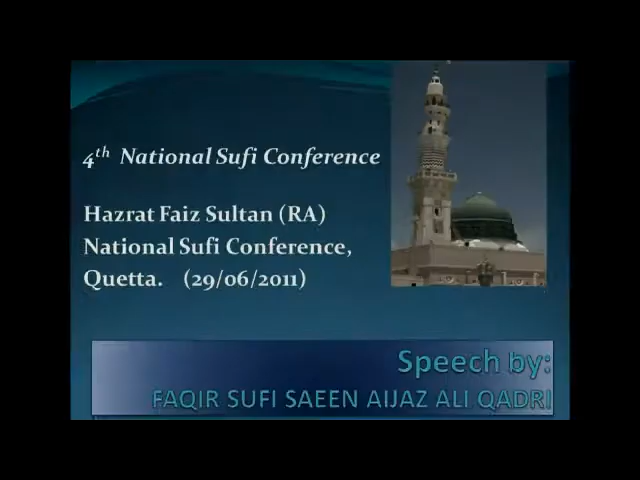 4th National Sufi Conference
Hazrat Faiz Sultan (RA)
National Sufi Conference,
Quetta. (29/06/2011)
Speech by:
FAQIR SUFI SAEEN AIJAZ ALI QADRI